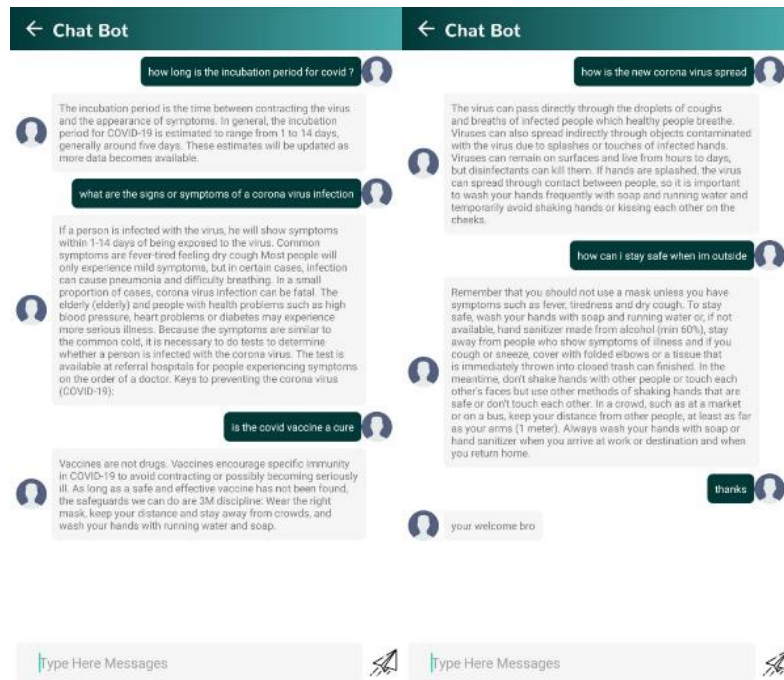 Chat Bot
how long is the incubation period for covid ?
The incubation period is the time between contracting the virus
and the appearance of symptoms. In general, the incubation
period for COVID-19 is estimated to range from 1 to 14 days,
generally around five days. These estimates will be updated as
more data becomes available.
what are the signs or symptoms of a corona virus infection
If a person is infected with the virus, he will show symptoms
within 1-14 days of being exposed to the virus. Common
symptoms are fever-tired feeling dry cough Most people will
only experience mild symptoms, but in certain cases, infection
can cause pneumonia and difficulty breathing. In a small
proportion of cases, corona virus infection can be fatal. The
elderly (elderly) and people with health problems such as high
blood pressure, heart problems or diabetes may experience
more serious illness. Because the symptoms are similar to
the common cold, it is necessary to do tests to determine
whether a person is infected with the corona virus. The test is
available at referral hospitals for people experiencing symptoms
on the order of a doctor. Keys to preventing the corona virus
(COVID-19):
is the covid vaccine a cure
Vaccines are not drugs. Vaccines encourage specific immunity
in COVID-19 to avoid contracting or possibly becoming seriously
ill. As long as a safe and effective vaccine has not been found,
the safeguards we can do are 3M discipline: Wear the right
mask, keep your distance and stay away from crowds, and
wash your hands with running water and soap.
Type Here Messages
Chat Bot
how is the new corona virus spread
The virus can pass directly through the droplets of coughs
and breaths of infected people which healthy people breathe.
Viruses can also spread indirectly through objects contaminated
with the virus due to splashes or touches of infected hands.
Viruses can remain on surfaces and live from hours to days,
but disinfectants can kill them. If hands are splashed, the virus
can spread through contact between people, so it is important
to wash your hands frequently with soap and running water and
temporarily avoid shaking hands or kissing each other on the
cheeks.
how can i stay safe when im outside
Remember that you should not use a mask unless you have
symptoms such as fever, tiredness and dry cough. To stay
safe, wash your hands with soap and running water or, if not
available, hand sanitizer made from alcohol (min 60%), stay
away from people who show symptoms of illness and if you
cough or sneeze, cover with folded elbows or a tissue that
is immediately thrown into closed trash can finished. In the
meantime, don't shake hands with other people or touch each
other's faces but use other methods of shaking hands that are
safe or don't touch each other. In a crowd, such as at a market
or on a bus, keep your distance from other people, at least as far
as your arms (1 meter). Always wash your hands with soap or
hand sanitizer when you arrive at work or destination and when
you return home.
thanks
your welcome bro
Type Here Messages